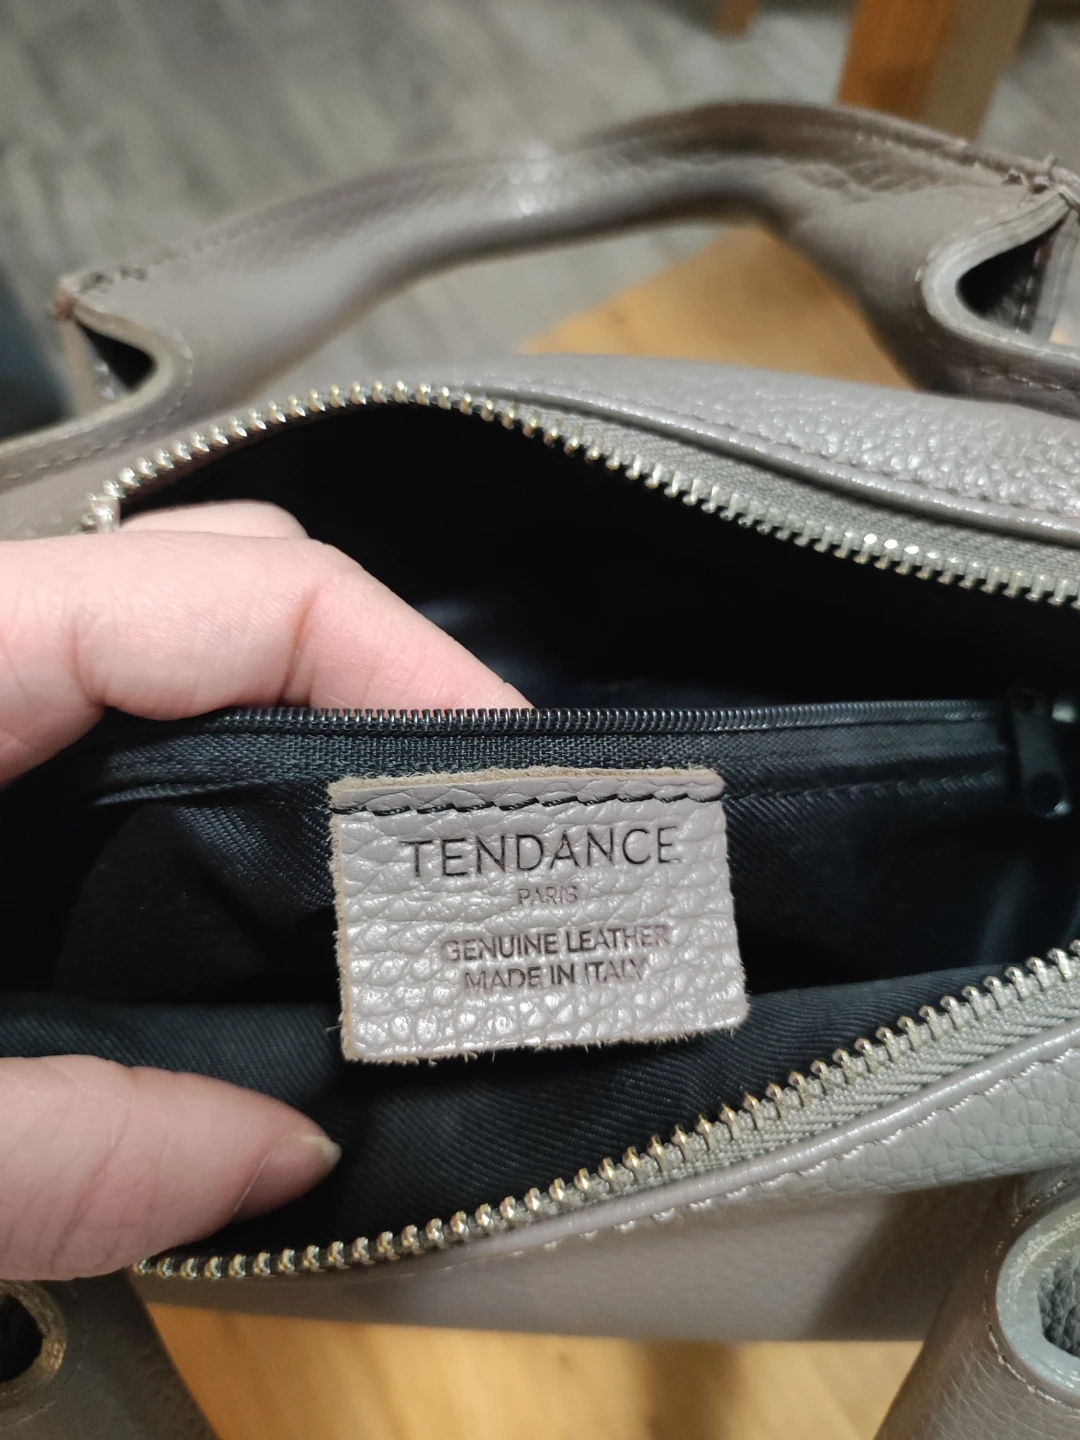 TENDANCE
PARIS
GENUINE LEATHER
MADE IN ITALY